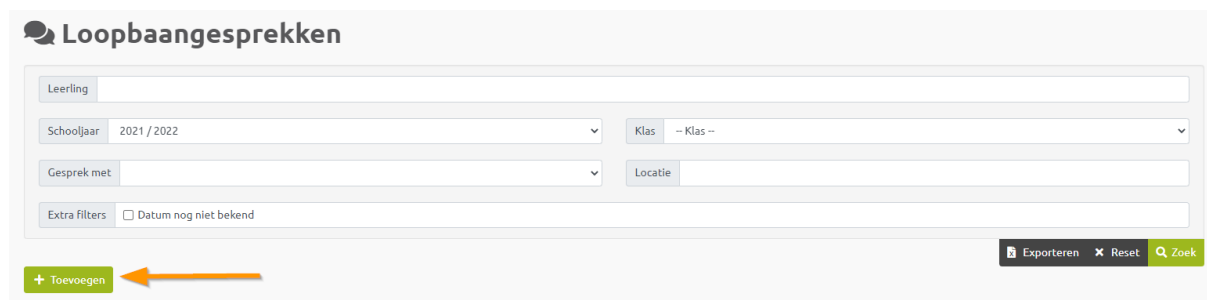 Loopbaangesprekken
Leerling
Schooljaar 2021 / 2022 Klas -- Klas --
Gesprek met Locatie
Extra filters Datum nog niet bekend
Exporteren Reset Zoek
Toevoegen